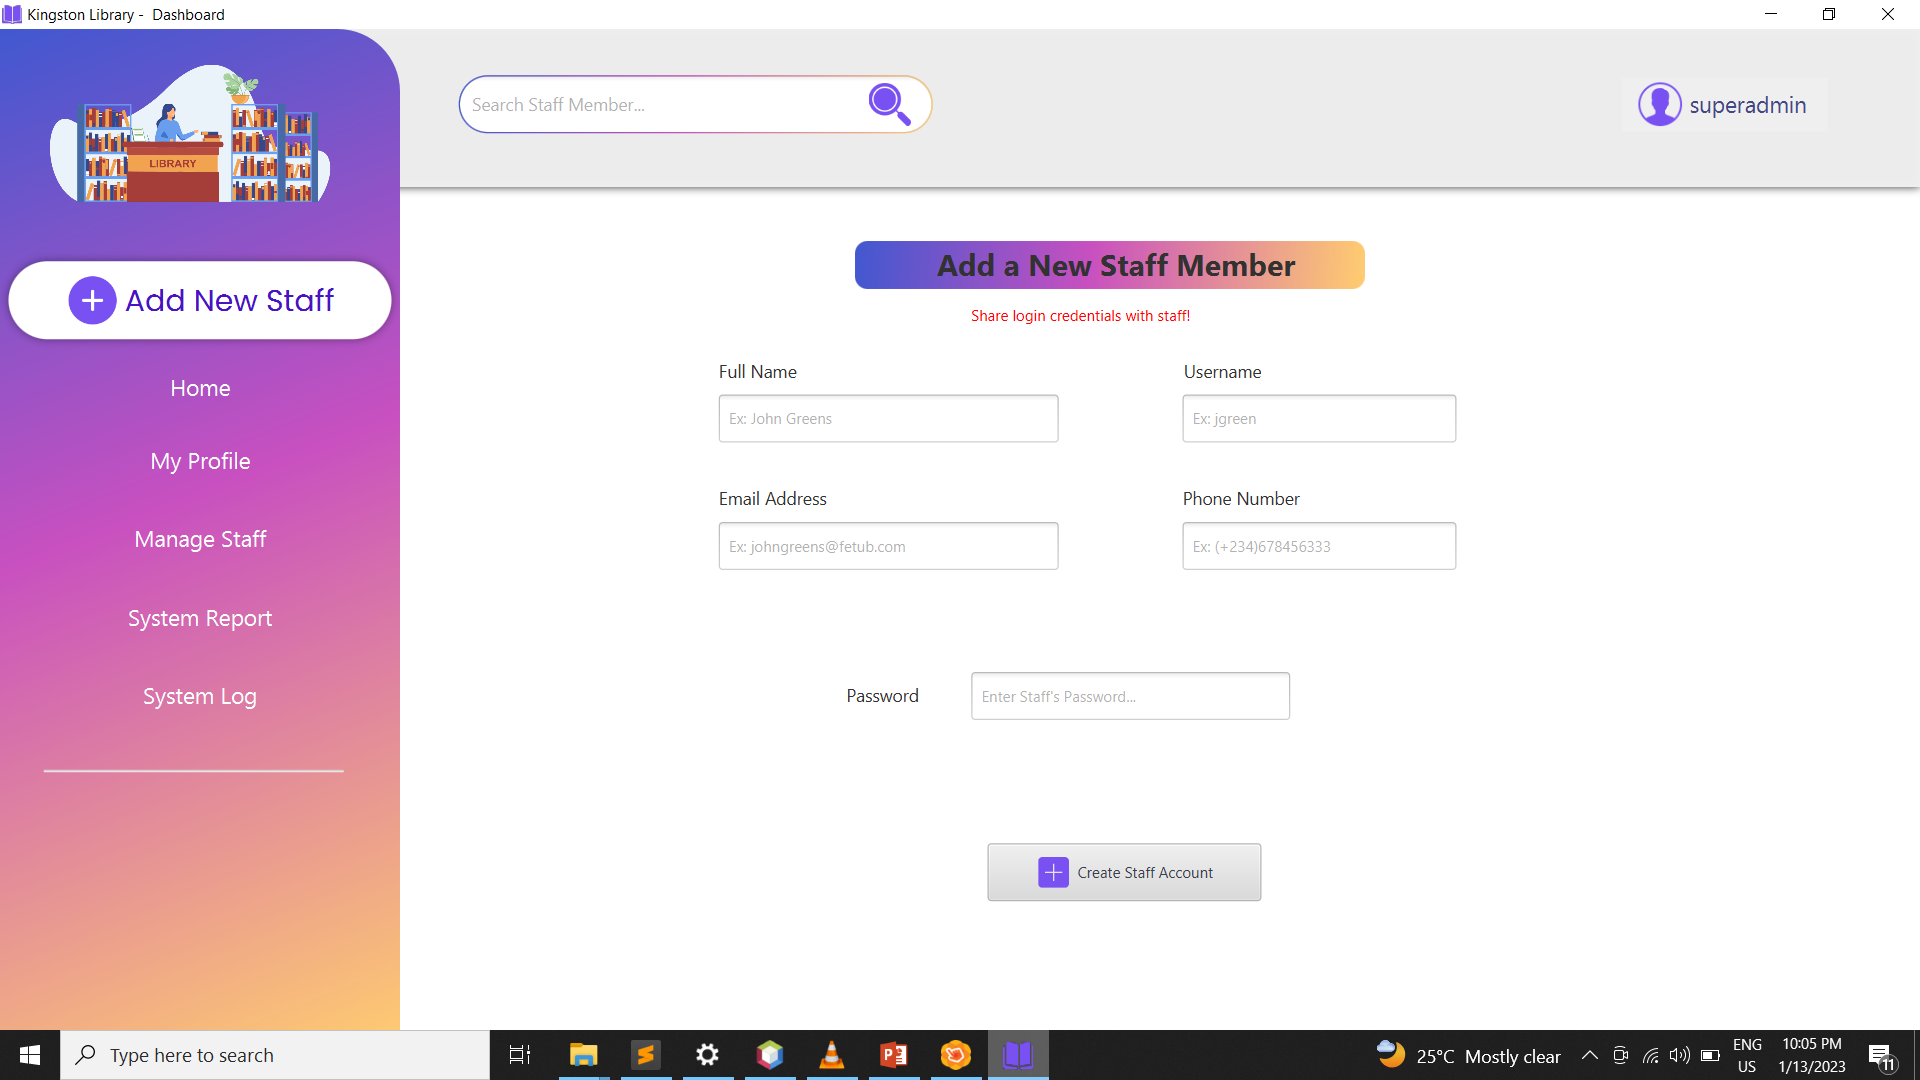 Kingston Library -  Dashboard
Search Staff Member...
superadmin
LIBRARY
Add New Staff
Home
My Profile
Manage Staff
System Report
System Log
Add a New Staff Member
Share login credentials with staff!
Full Name
Username
Ex: John Greens
Ex: jgreen
Email Address
Phone Number
Ex: johngreens@fetub.com
Ex: (+234)678456333
Password
Enter Staff's Password...
Create Staff Account
Type here to search
P
25°C  Mostly clear
ENG
US
10:05 PM
1/13/2023
11